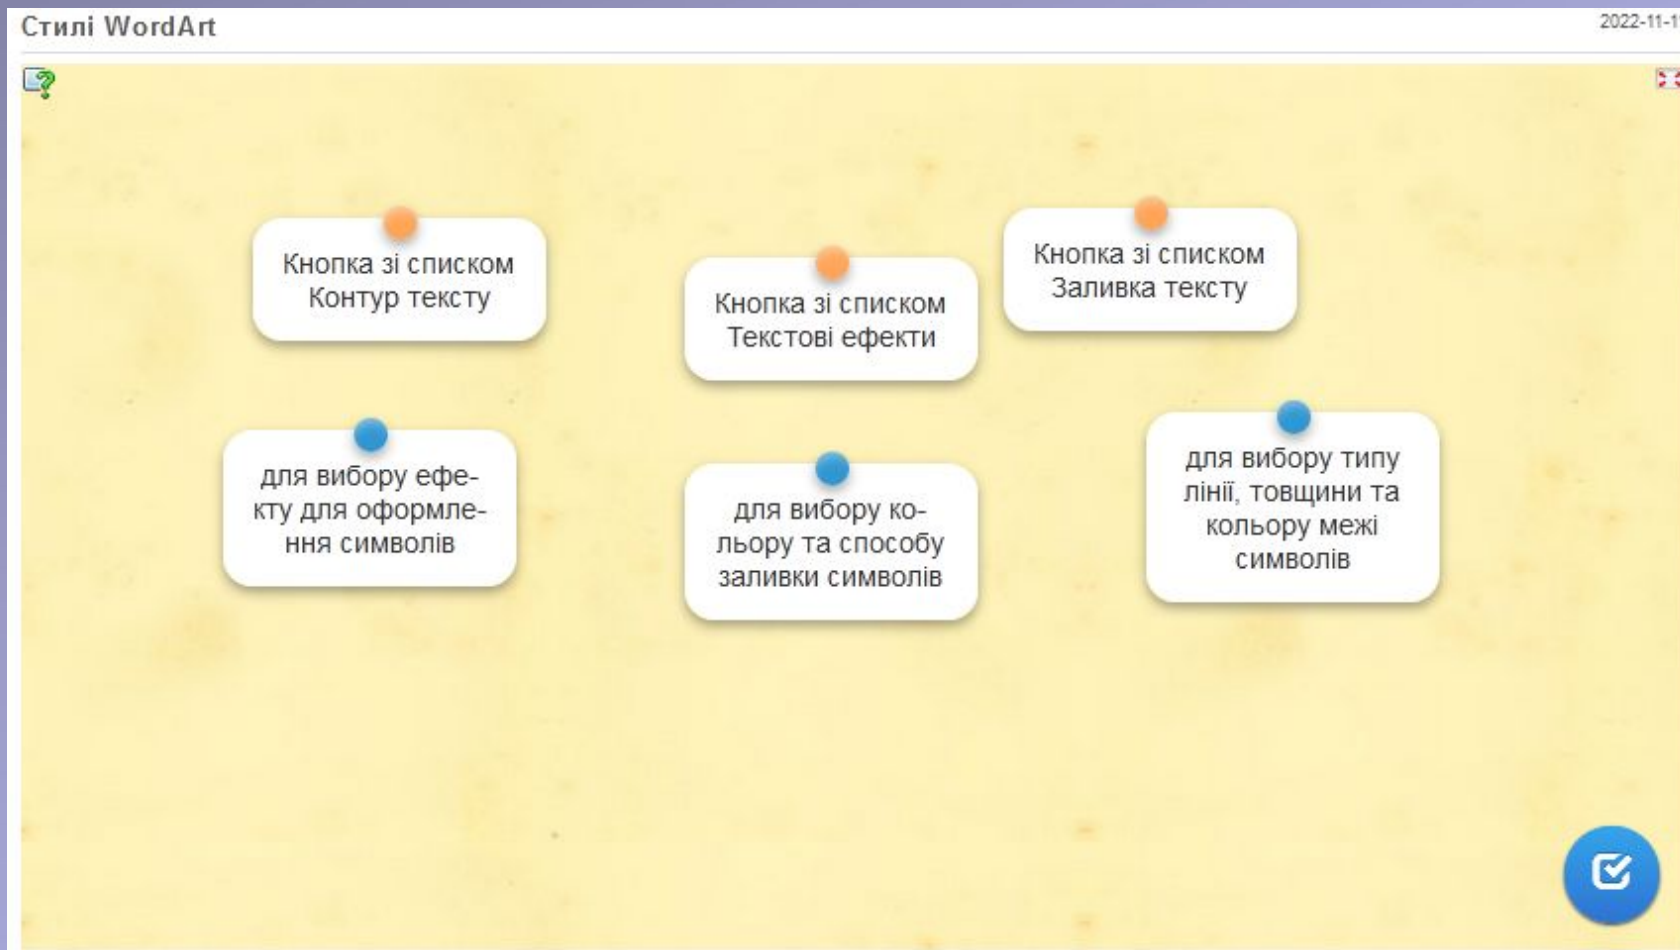 Стилі WordArt
2022-11-1
Кнопка зі списком
Контур тексту
Кнопка зі списком
Текстові ефекти
Кнопка зі списком
Заливка тексту
для вибору ефе-
кту для оформле-
ння символів
для вибору ко-
льору та способу
заливки символів
для вибору типу
лінії, товщини та
кольору межі
символів